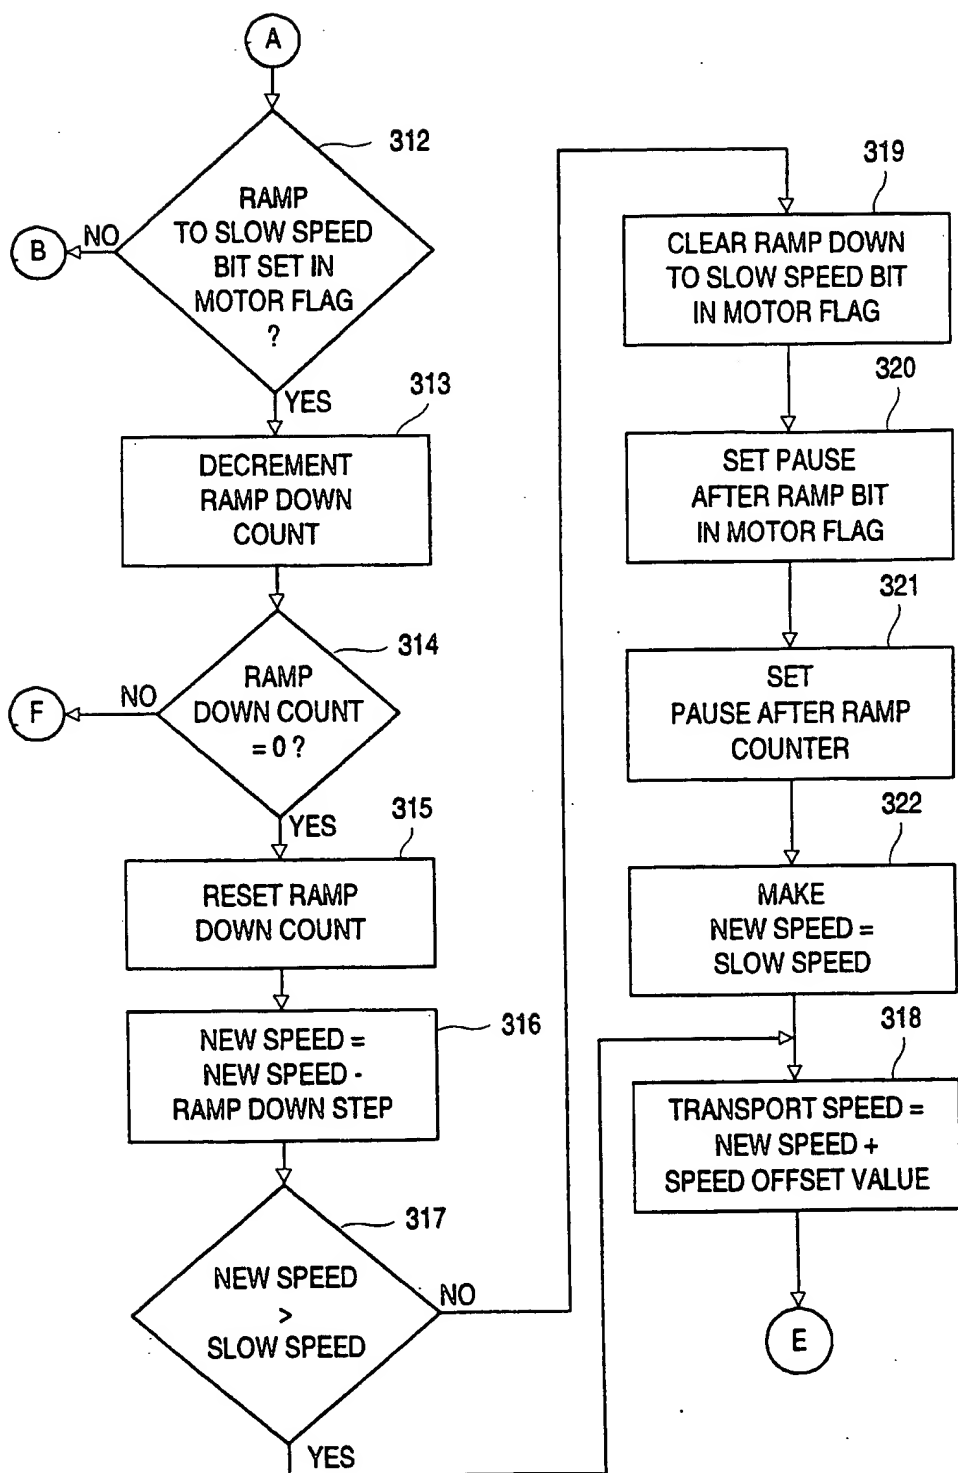 A
312
RAMP
TO SLOW SPEED
BIT SET IN
MOTOR FLAG
?
NO
B
YES
313
DECREMENT
RAMP DOWN
COUNT
314
RAMP
DOWN COUNT
= 0 ?
NO
F
YES
315
RESET RAMP
DOWN COUNT
316
NEW SPEED =
NEW SPEED -
RAMP DOWN STEP
317
NEW SPEED
>
SLOW SPEED
NO
YES
319
CLEAR RAMP DOWN
TO SLOW SPEED BIT
IN MOTOR FLAG
320
SET PAUSE
AFTER RAMP BIT
IN MOTOR FLAG
321
SET
PAUSE AFTER RAMP
COUNTER
322
MAKE
NEW SPEED =
SLOW SPEED
318
TRANSPORT SPEED =
NEW SPEED +
SPEED OFFSET VALUE
E